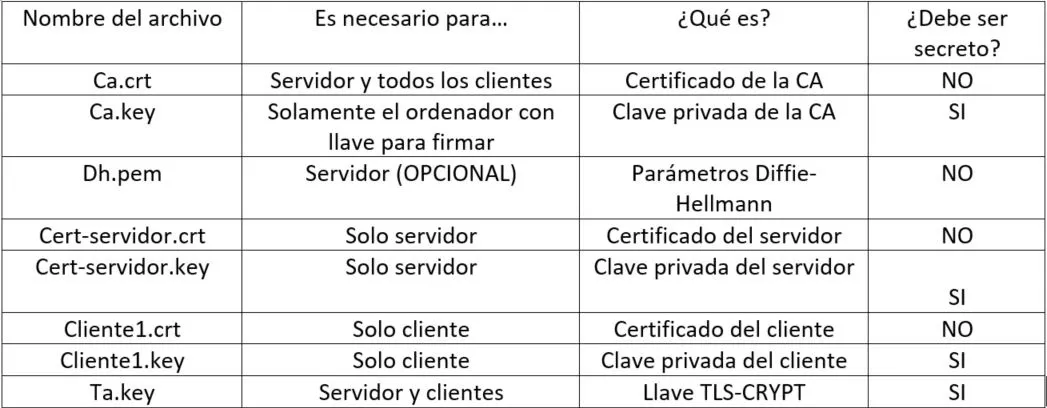 Nombre del archivo Es necesario para... ¿Qué es? ¿Debe ser
secreto?
Ca.crt Servidor y todos los clientes Certificado de la CA NO
Ca.key Solamente el ordenador con Clave privada de la CA SI
llave para firmar
Dh.pem Servidor (OPCIONAL) Parámetros Diffie- NO
Hellmann
Cert-servidor.crt Solo servidor Certificado del servidor NO
Cert-servidor.key Solo servidor Clave privada del servidor
SI
Cliente1.crt Solo cliente Certificado del cliente NO
Cliente1.key Solo cliente Clave privada del cliente SI
Ta.key Servidor y clientes Llave TLS-CRYPT SI